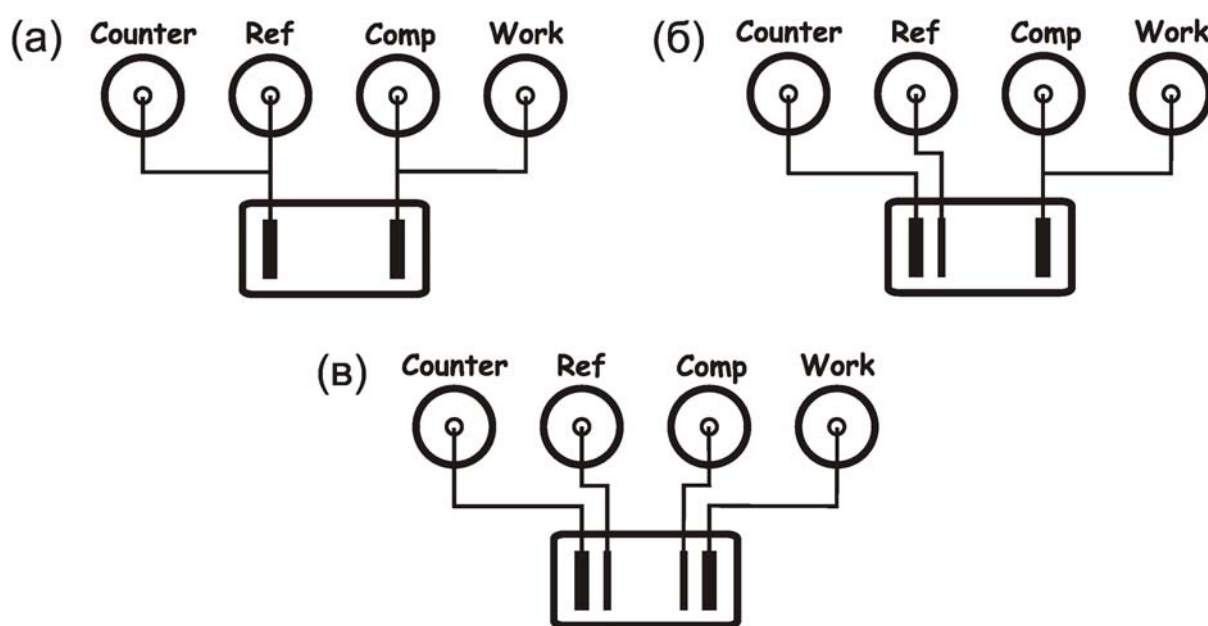 (а) Counter Ref Comp Work
(б) Counter Ref Comp Work
(в) Counter Ref Comp Work